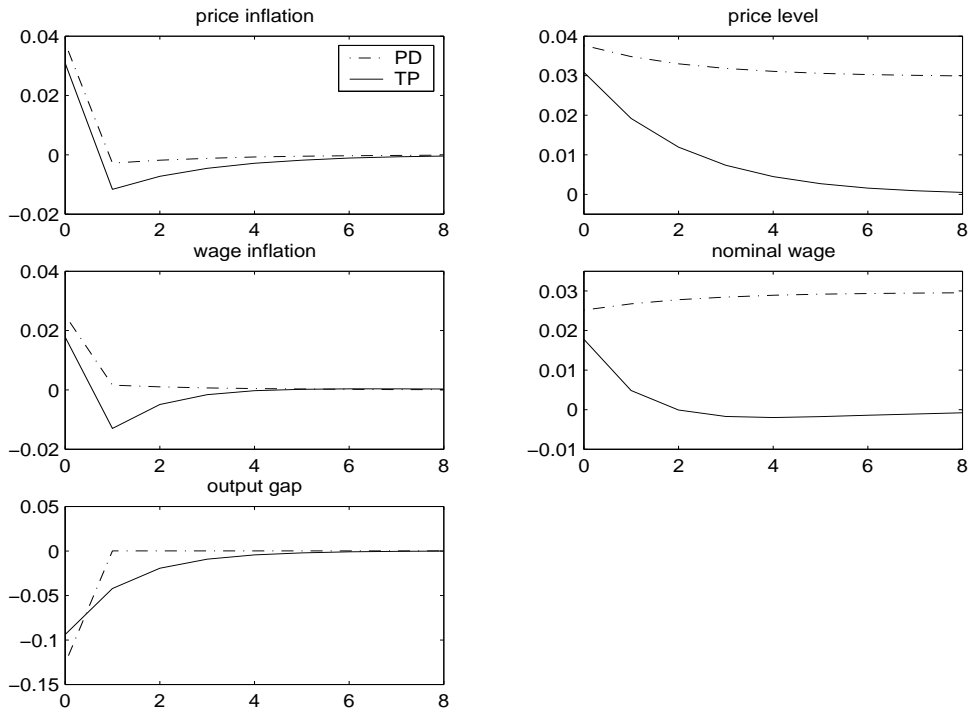 price inflation
0.04
0.02
0
−0.02
0 2 4 6 8
PD
TP
price level
0.04
0.03
0.02
0.01
0
0 2 4 6 8
wage inflation
0.04
0.02
0
−0.02
0 2 4 6 8
nominal wage
0.03
0.02
0.01
0
−0.01
0 2 4 6 8
output gap
0.05
0
−0.05
−0.1
−0.15
0 2 4 6 8